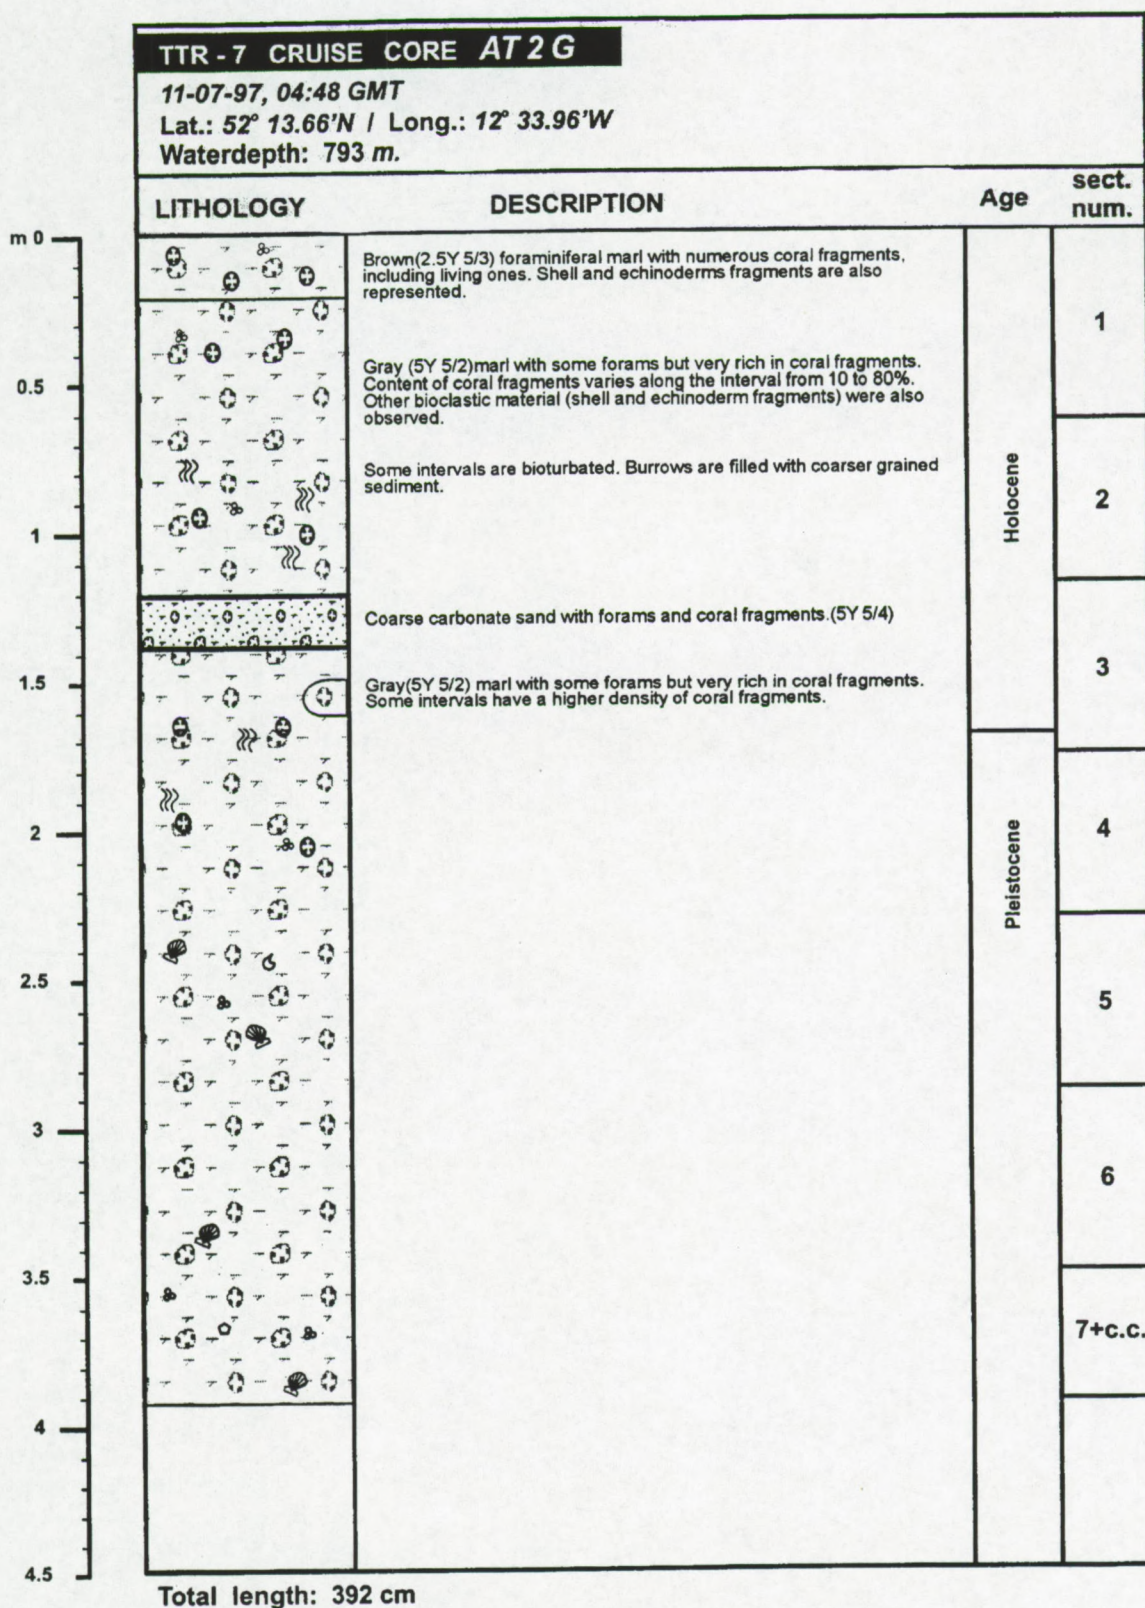 TTR - 7 CRUISE CORE AT 2 G
11-07-97, 04:48 GMT
Lat.: 52° 13.66'N / Long.: 12° 33.96'W
Waterdepth: 793 m.
LITHOLOGY DESCRIPTION Age sect. num.
m 0
Brown(2.5Y 5/3) foraminiferal marl with numerous coral fragments,
including living ones. Shell and echinoderms fragments are also
represented.
1
Gray (5Y 5/2)marl with some forams but very rich in coral fragments.
0.5
Content of coral fragments varies along the interval from 10 to 80%.
Other bioclastic material (shell and echinoderm fragments) were also
observed.
Some intervals are bioturbated. Burrows are filled with coarser grained
sediment.
Holocene
2
1
Coarse carbonate sand with forams and coral fragments.(5Y 5/4)
3
1.5
Gray(5Y 5/2) marl with some forams but very rich in coral fragments.
Some intervals have a higher density of coral fragments.
2
4
Pleistocene
2.5
5
3
6
3.5
7+c.c.
4
4.5
Total length: 392 cm